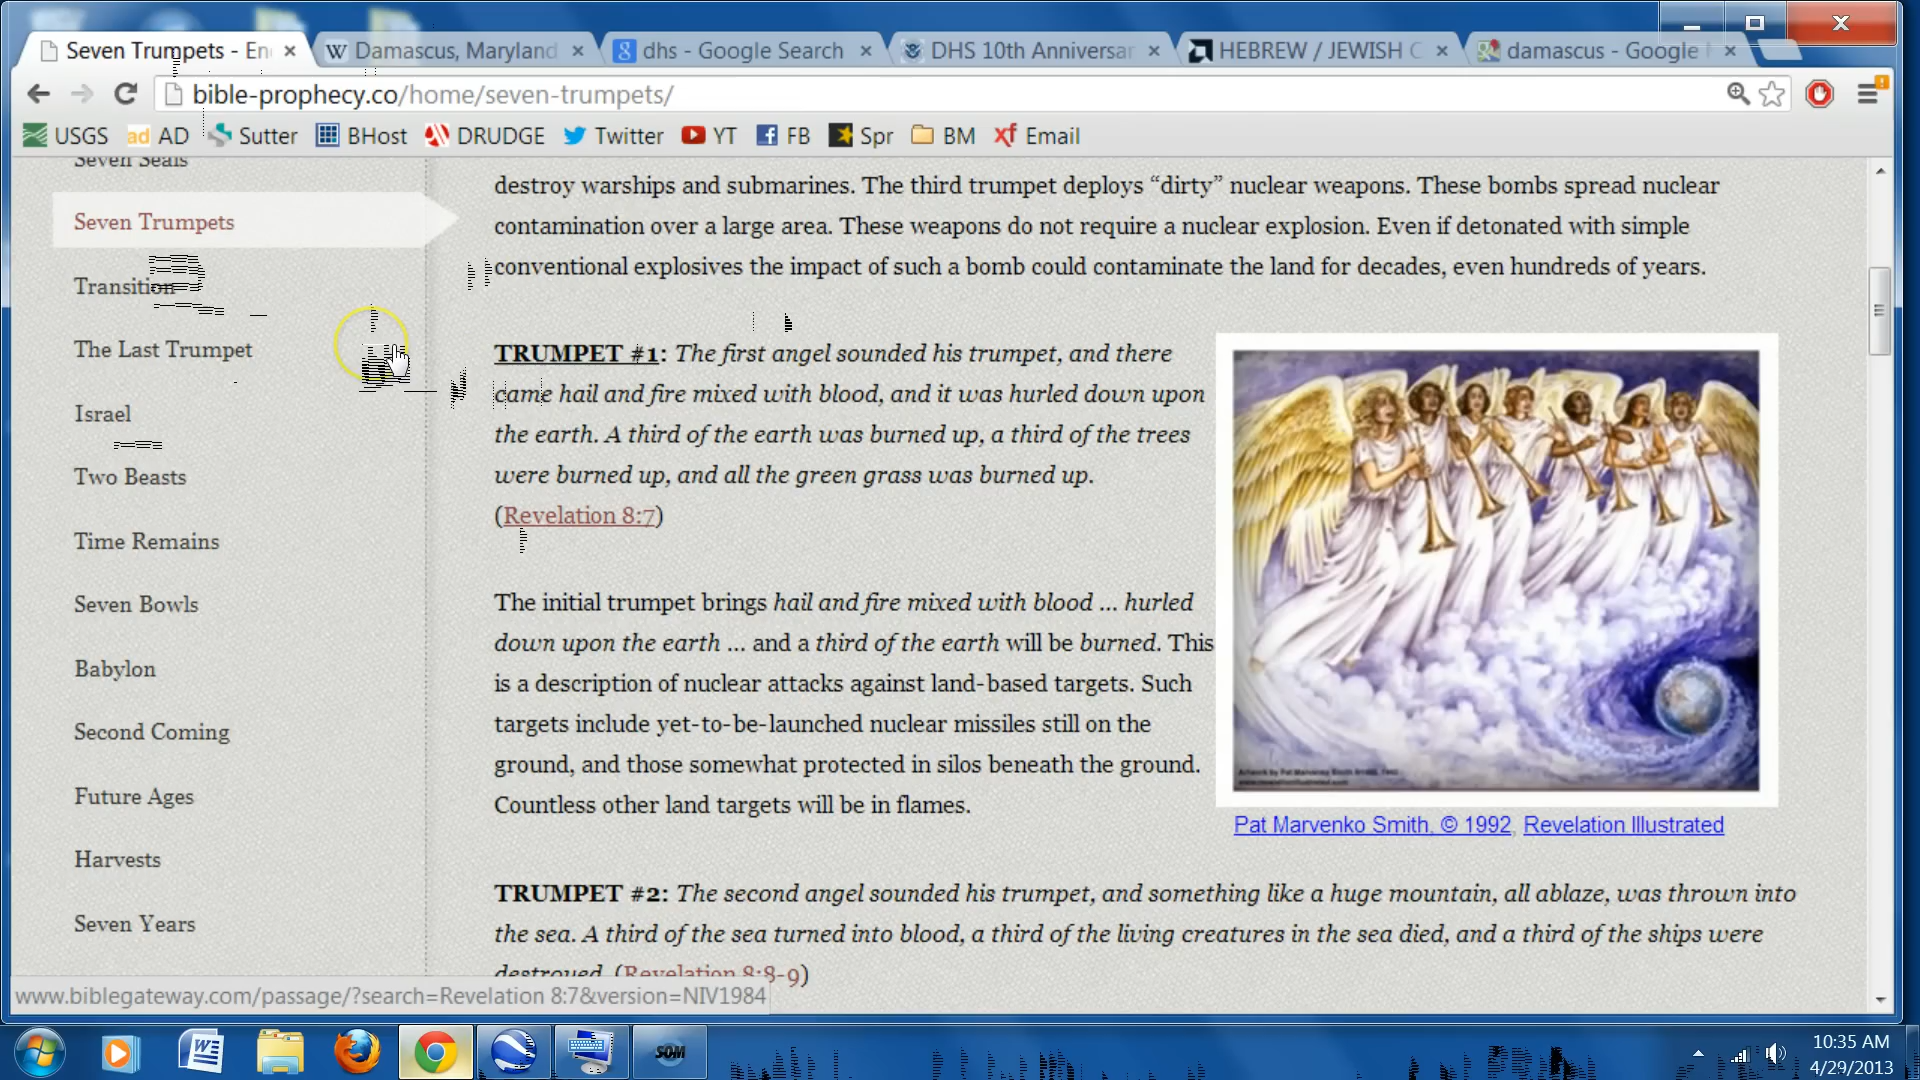 Seven Trumpets - En
Damascus, Maryland
dhs - Google Search
DHS 10th Anniversar
HEBREW / JEWISH C
damascus - Google
bible-prophecy.co/home/seven-trumpets/
USGS
ad AD
Sutter
BHost
DRUDGE
Twitter
YT
FB
Spr
BM
xf Email
Seven Seals
Seven Trumpets
Transition
The Last Trumpet
Israel
Two Beasts
Time Remains
Seven Bowls
Babylon
Second Coming
Future Ages
Harvests
Seven Years
destroy warships and submarines. The third trumpet deploys “dirty” nuclear weapons. These bombs spread nuclear
contamination over a large area. These weapons do not require a nuclear explosion. Even if detonated with simple
conventional explosives the impact of such a bomb could contaminate the land for decades, even hundreds of years.
TRUMPET #1: The first angel sounded his trumpet, and there
came hail and fire mixed with blood, and it was hurled down upon
the earth. A third of the earth was burned up, a third of the trees
were burned up, and all the green grass was burned up.
(Revelation 8:7)
The initial trumpet brings hail and fire mixed with blood ... hurled
down upon the earth ... and a third of the earth will be burned. This
is a description of nuclear attacks against land-based targets. Such
targets include yet-to-be-launched nuclear missiles still on the
ground, and those somewhat protected in silos beneath the ground.
Countless other land targets will be in flames.
Pat Marvenko Smith, © 1992, Revelation Illustrated
TRUMPET #2: The second angel sounded his trumpet, and something like a huge mountain, all ablaze, was thrown into
the sea. A third of the sea turned into blood, a third of the living creatures in the sea died, and a third of the ships were
destroyed. (Revelation 8:8-9)
www.biblegateway.com/passage/?search=Revelation 8:7&version=NIV1984
SOM
10:35 AM
4/29/2013